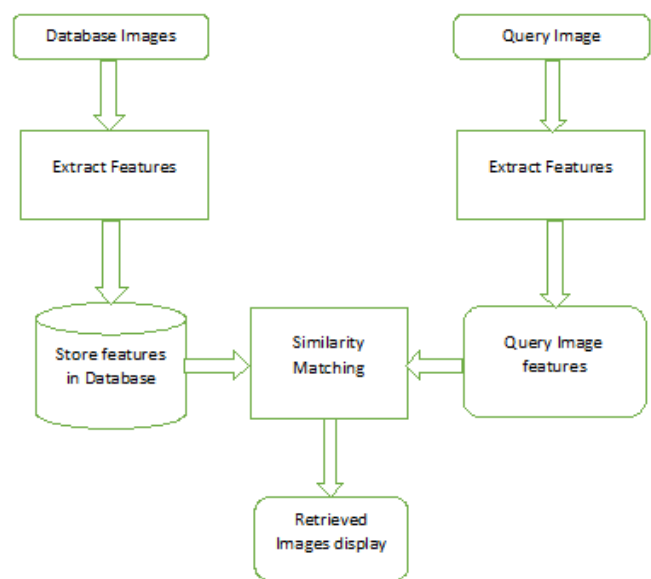 Database Images
Query Image
Extract Features
Extract Features
Store features
in Database
Similarity
Matching
Query Image
features
Retrieved
Images display